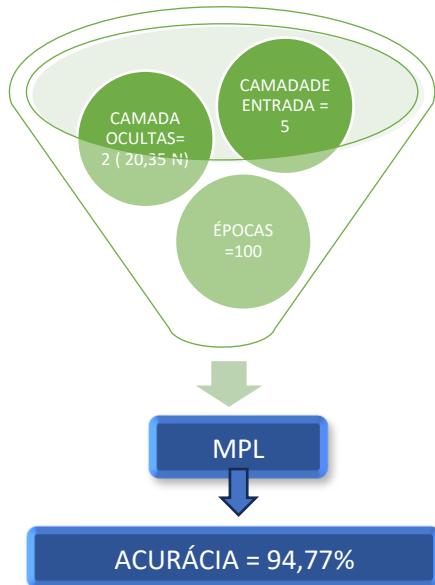 CAMADA
OCULTAS=
2 ( 20,35 N)
CAMADADE
ENTRADA =
5
ÉPOCAS
=100
MPL
ACURÁCIA = 94,77%